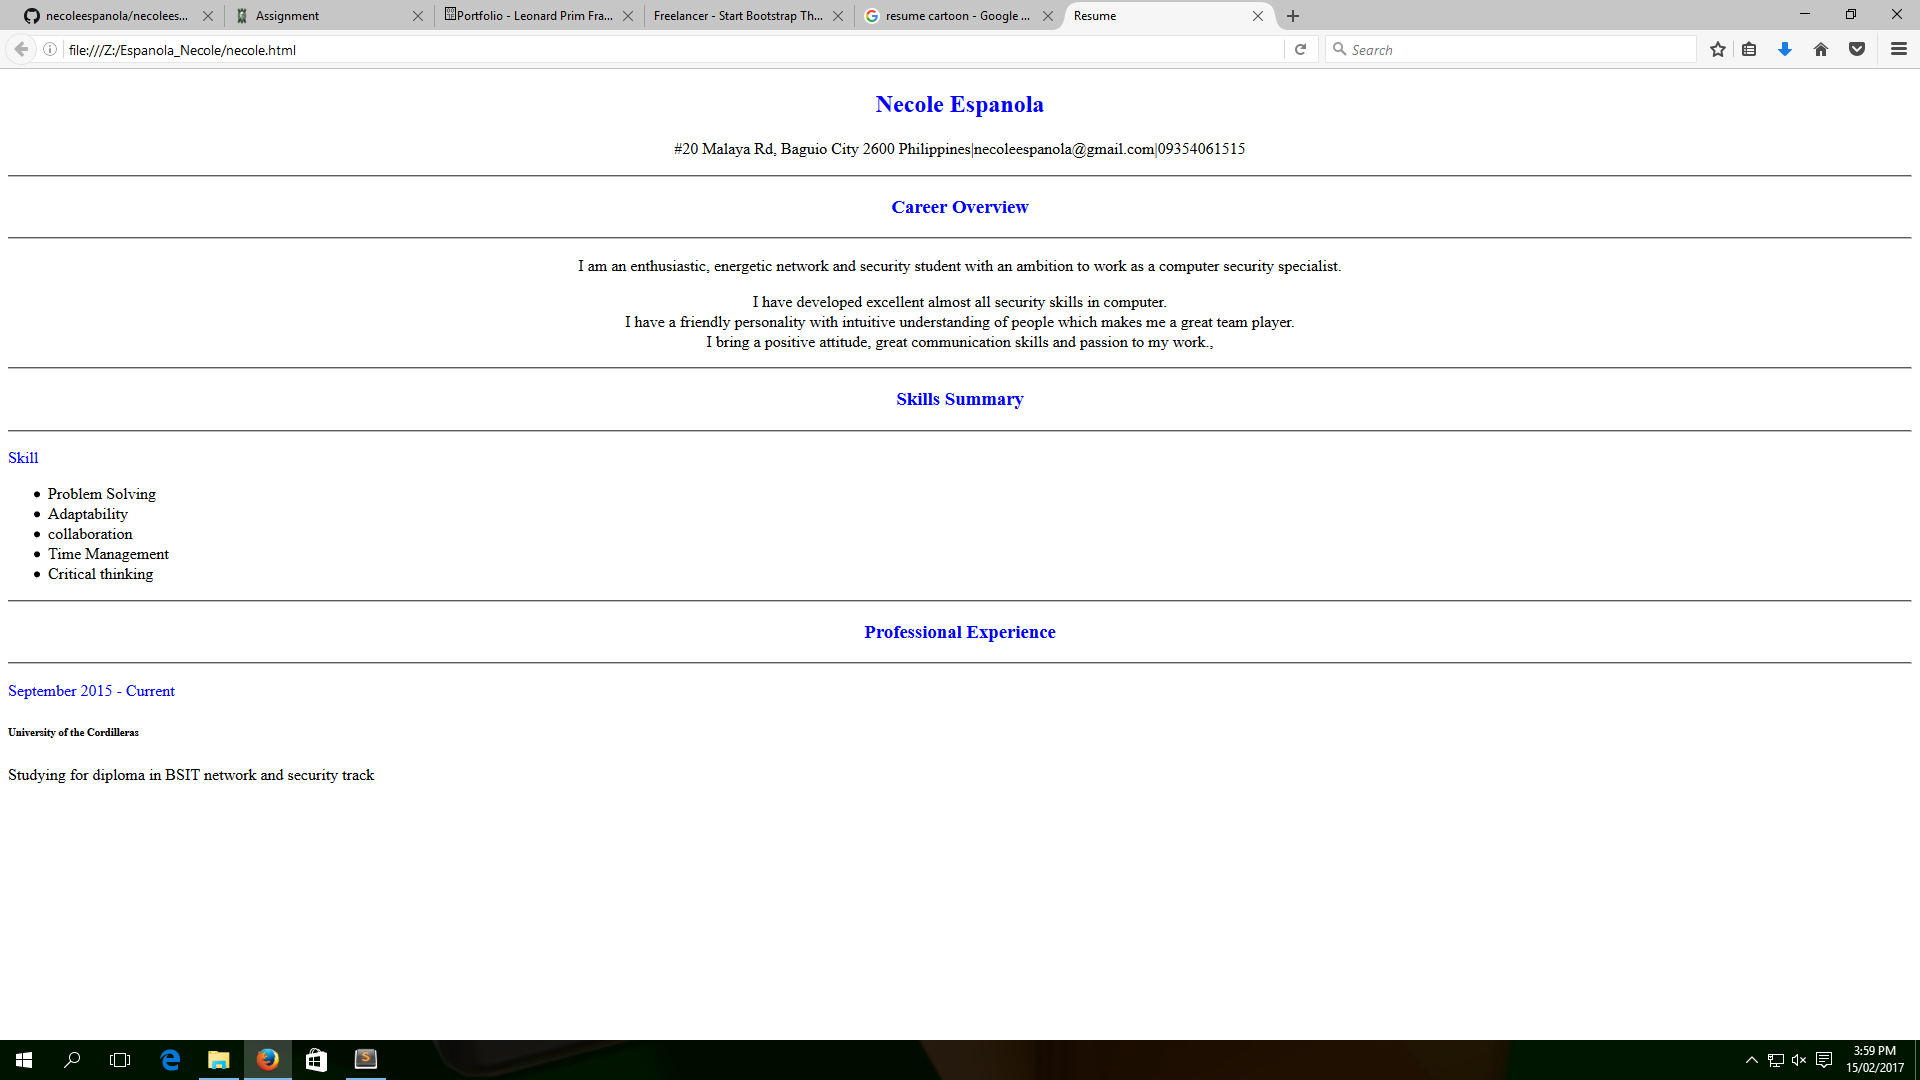 necoleespanola/necolees...
Assignment
Portfolio - Leonard Prim Fra...
Freelancer - Start Bootstrap Th...
resume cartoon - Google ...
Resume
file:///Z:/Espanola_Necole/necole.html
Search
Necole Espanola
#20 Malaya Rd, Baguio City 2600 Philippines|necoleespanola@gmail.com|09354061515
Career Overview
I am an enthusiastic, energetic network and security student with an ambition to work as a computer security specialist.
I have developed excellent almost all security skills in computer.
I have a friendly personality with intuitive understanding of people which makes me a great team player.
I bring a positive attitude, great communication skills and passion to my work.,
Skills Summary
Skill
Problem Solving
Adaptability
collaboration
Time Management
Critical thinking
Professional Experience
September 2015 - Current
University of the Cordilleras
Studying for diploma in BSIT network and security track
3:59 PM
15/02/2017